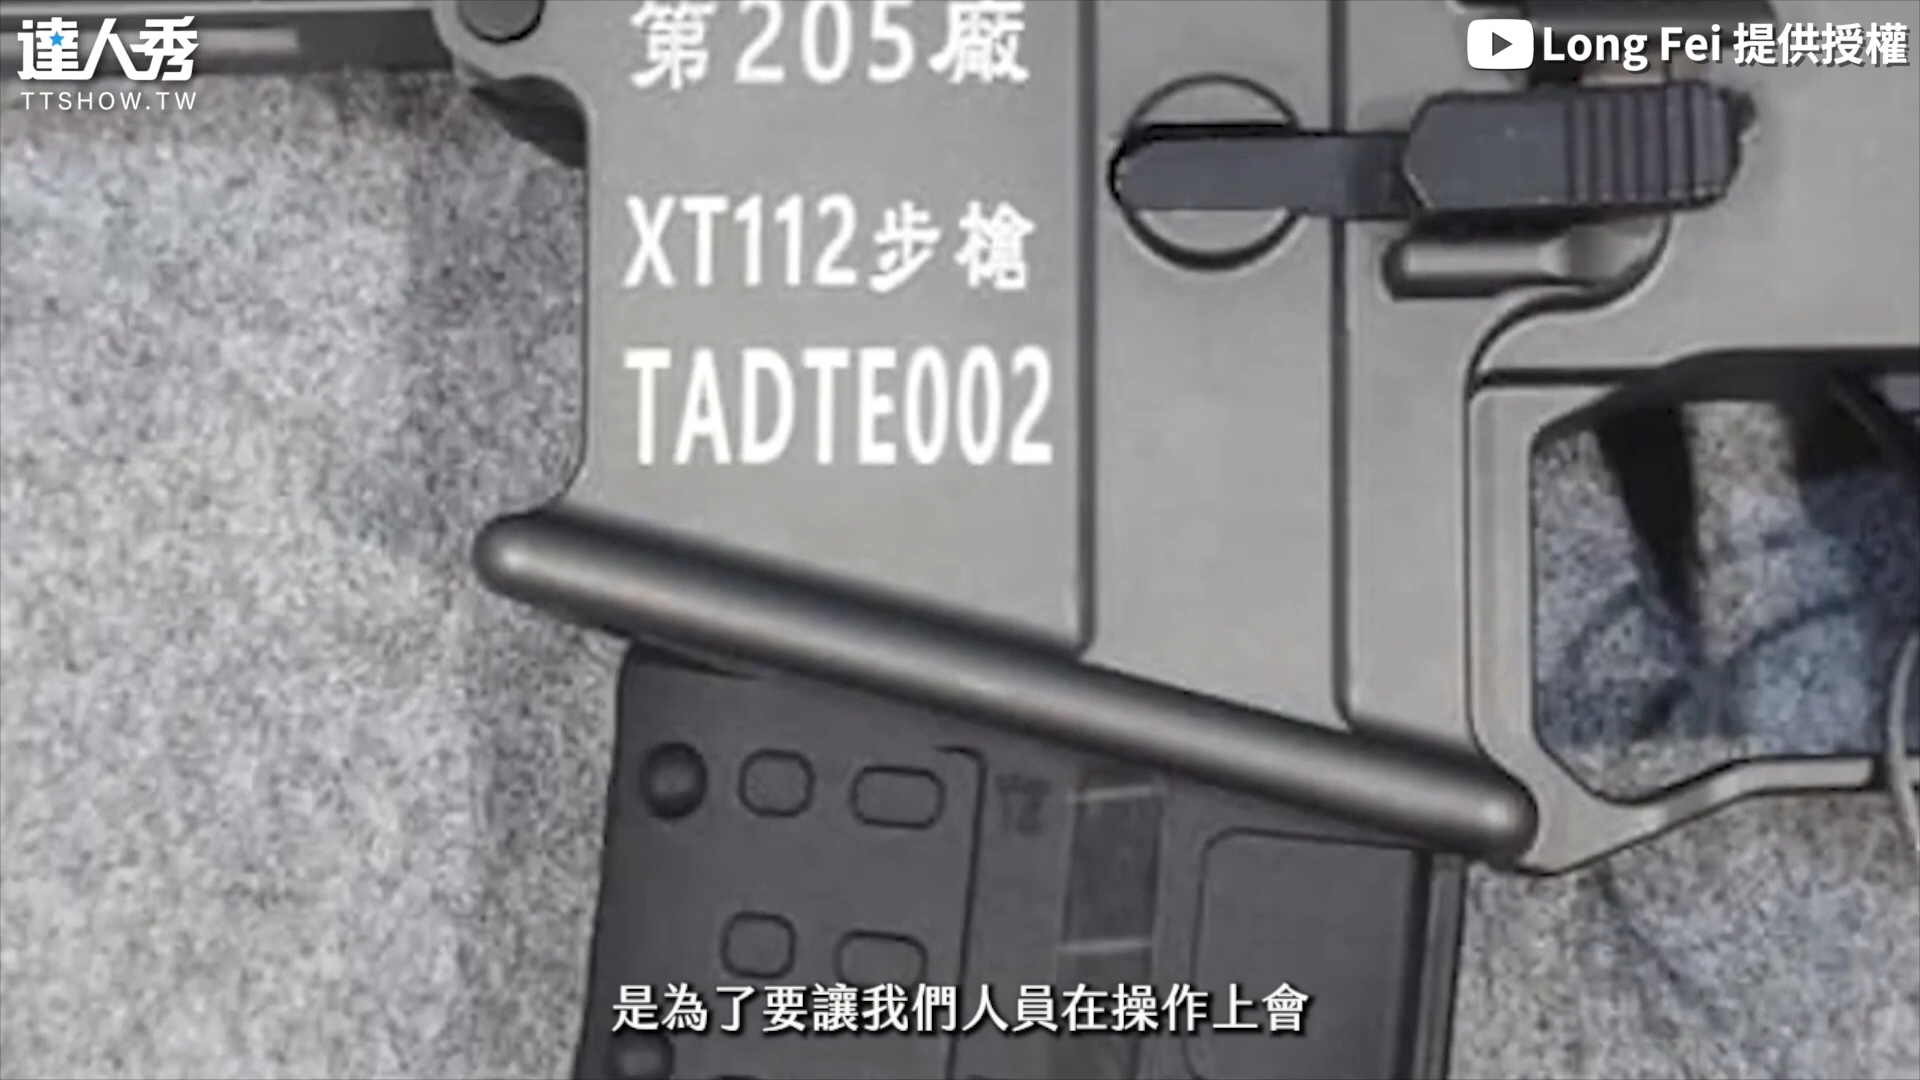 達人秀
TTSHOW.TW
Long Fei 提供授權
第205廠
XT112步槍
TADTE002
是為了要讓我們人員在操作上會